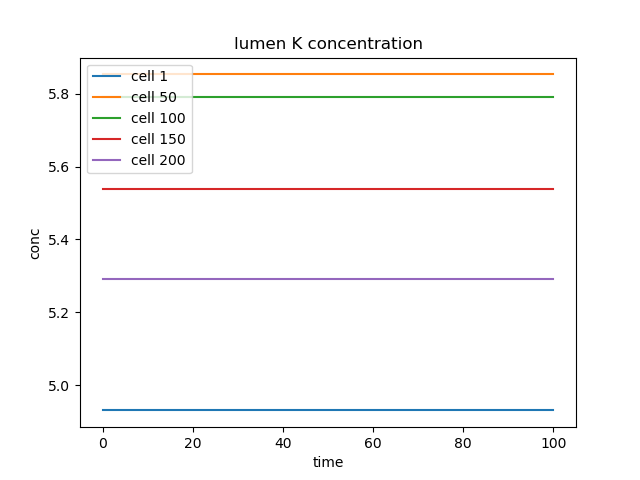 lumen K concentration
cell 1
cell 50
cell 100
cell 150
cell 200
conc
5.8
5.6
5.4
5.2
5.0
0 20 40 60 80 100
time